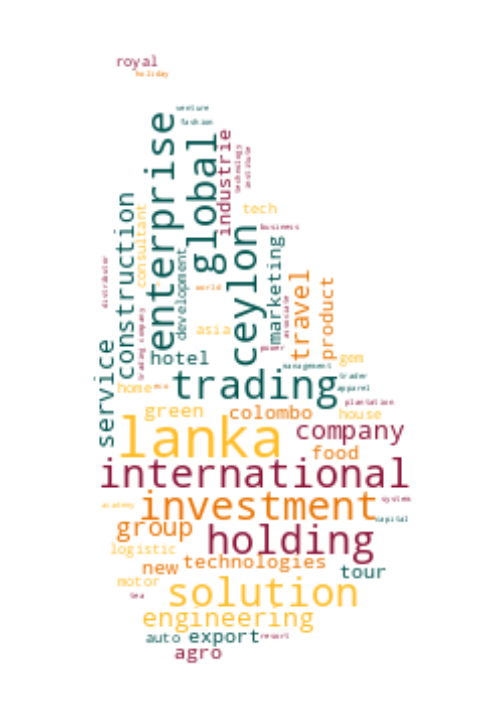 royal
holiday
venture
fashion
enterprise
global
industrie
technology
institute
tech
business
construction
consultant
development
ceylon
marketing
distributor
world
travel
product
associate
trading company
asia
power
service
hotel
gem
management
trader
home
eco
trading
apparel
plantation
green
colombo
house
lanka
company
food
international
system
academy
investment
capital
group
holding
logistic
new
technologies
tour
motor
tea
solution
engineering
auto
export
resort
agro